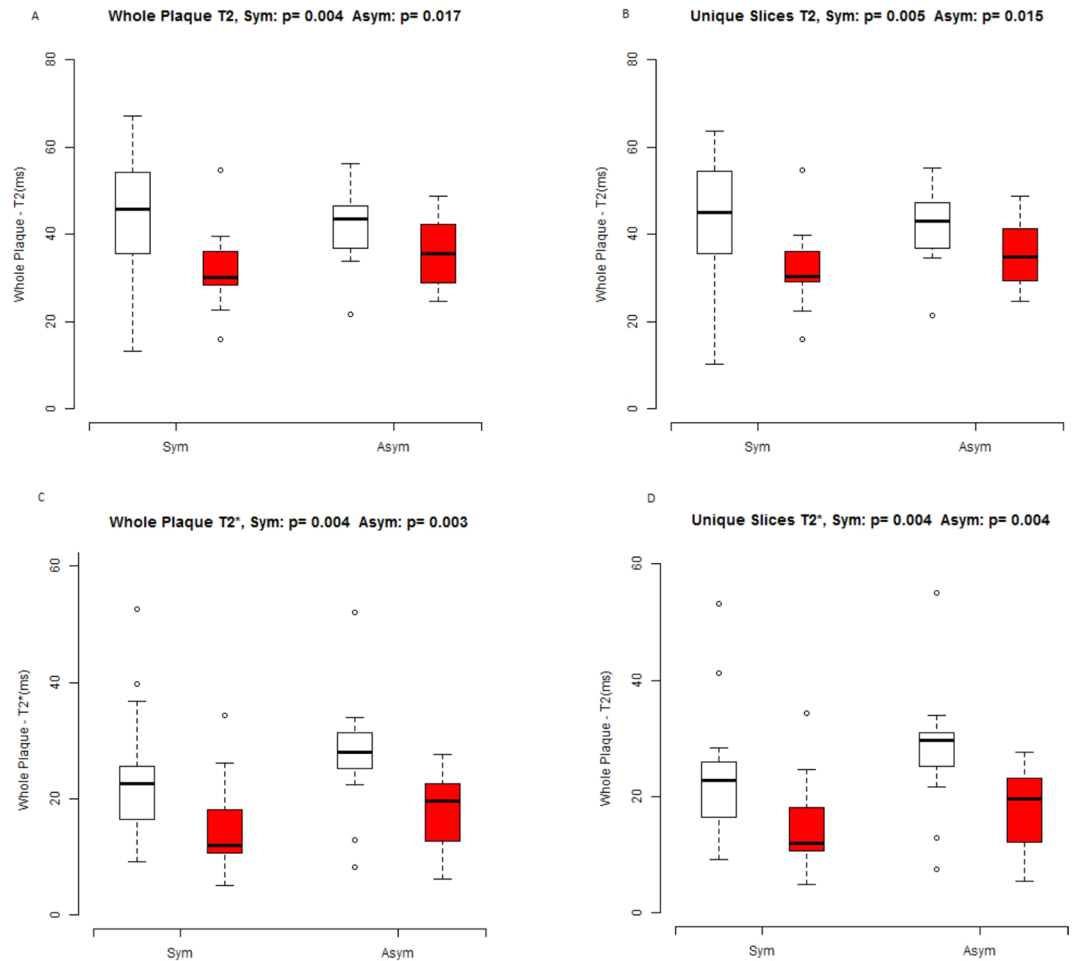 A
Whole Plaque T2, Sym: p= 0.004 Asym: p= 0.017
Whole Plaque - T2(ms)
80
60
40
20
0
Sym Asym
B
Unique Slices T2, Sym: p= 0.005 Asym: p= 0.015
Whole Plaque - T2(ms)
80
60
40
20
0
Sym Asym
C
Whole Plaque T2*, Sym: p= 0.004 Asym: p= 0.003
Whole Plaque - T2*(ms)
60
40
20
0
Sym Asym
D
Unique Slices T2*, Sym: p= 0.004 Asym: p= 0.004
Whole Plaque - T2(ms)
60
40
20
0
Sym Asym